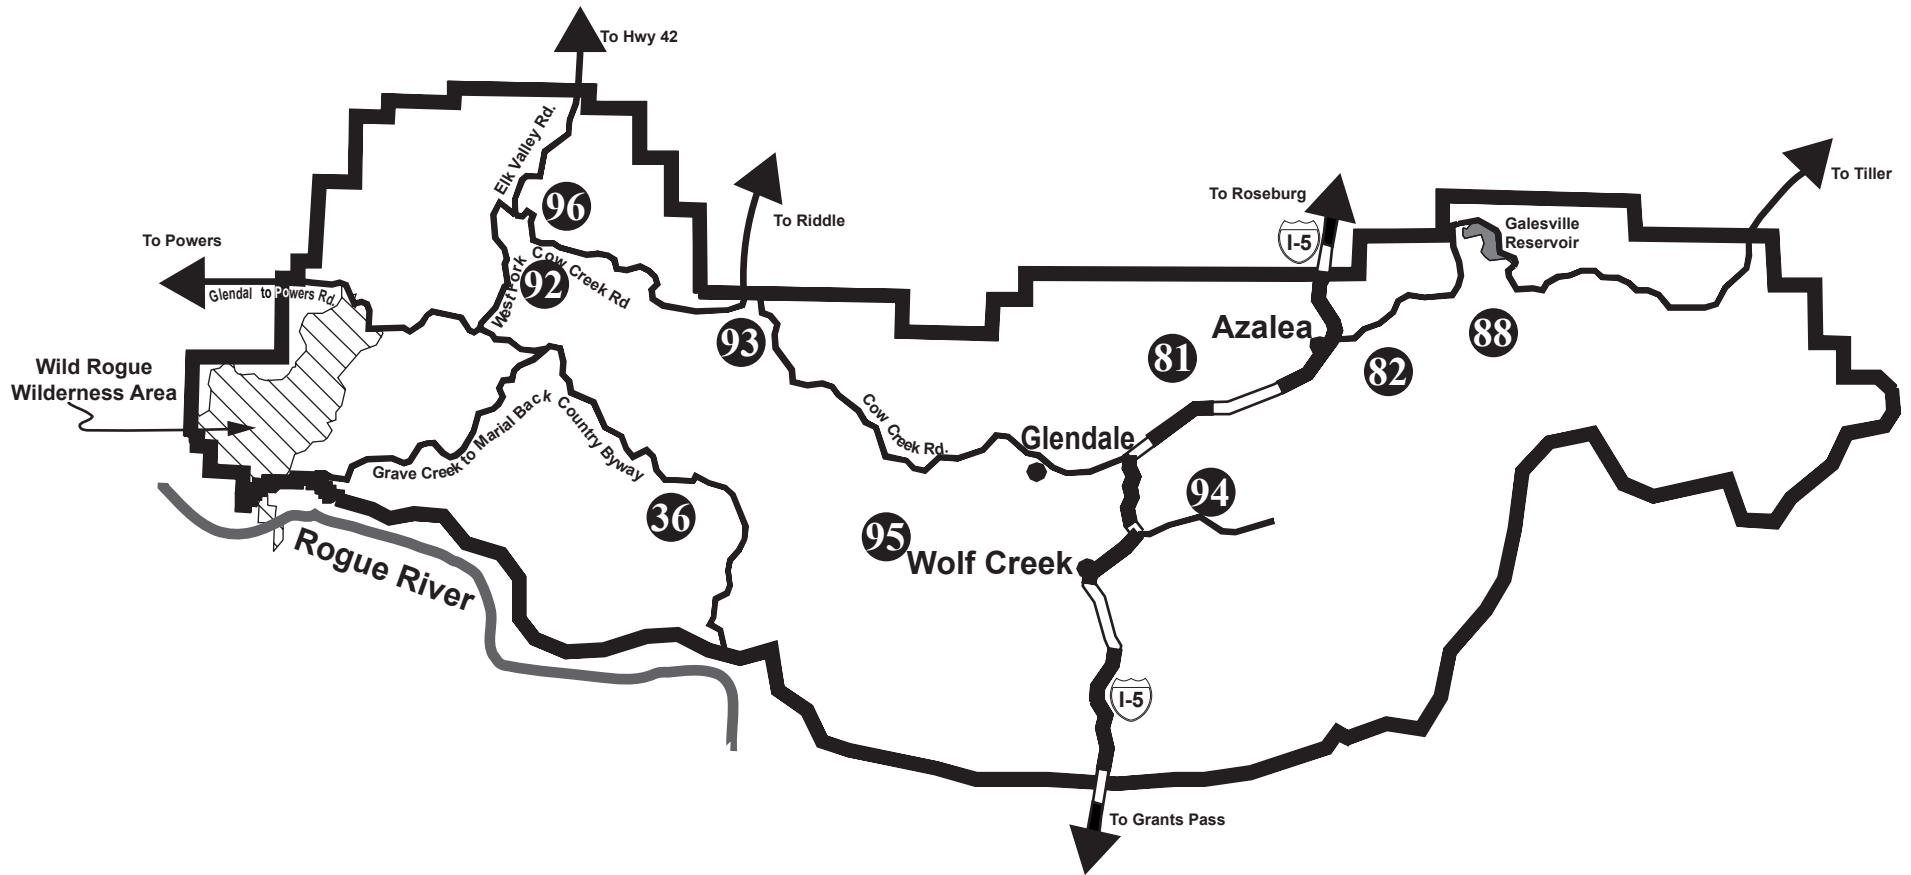 To Hwy 42
Elk Valley Rd.
96
To Powers
Glendal to Powers Rd.
West Fork
92
Cow Creek Rd
To Riddle
93
To Roseburg
I-5
Galesville
Reservoir
To Tiller
Azalea
81
82
88
Wild Rogue
Wilderness Area
Grave Creek to Marial Back Country Byway
36
Cow Creek Rd.
Glendale
94
95
Wolf Creek
Rogue River
I-5
To Grants Pass